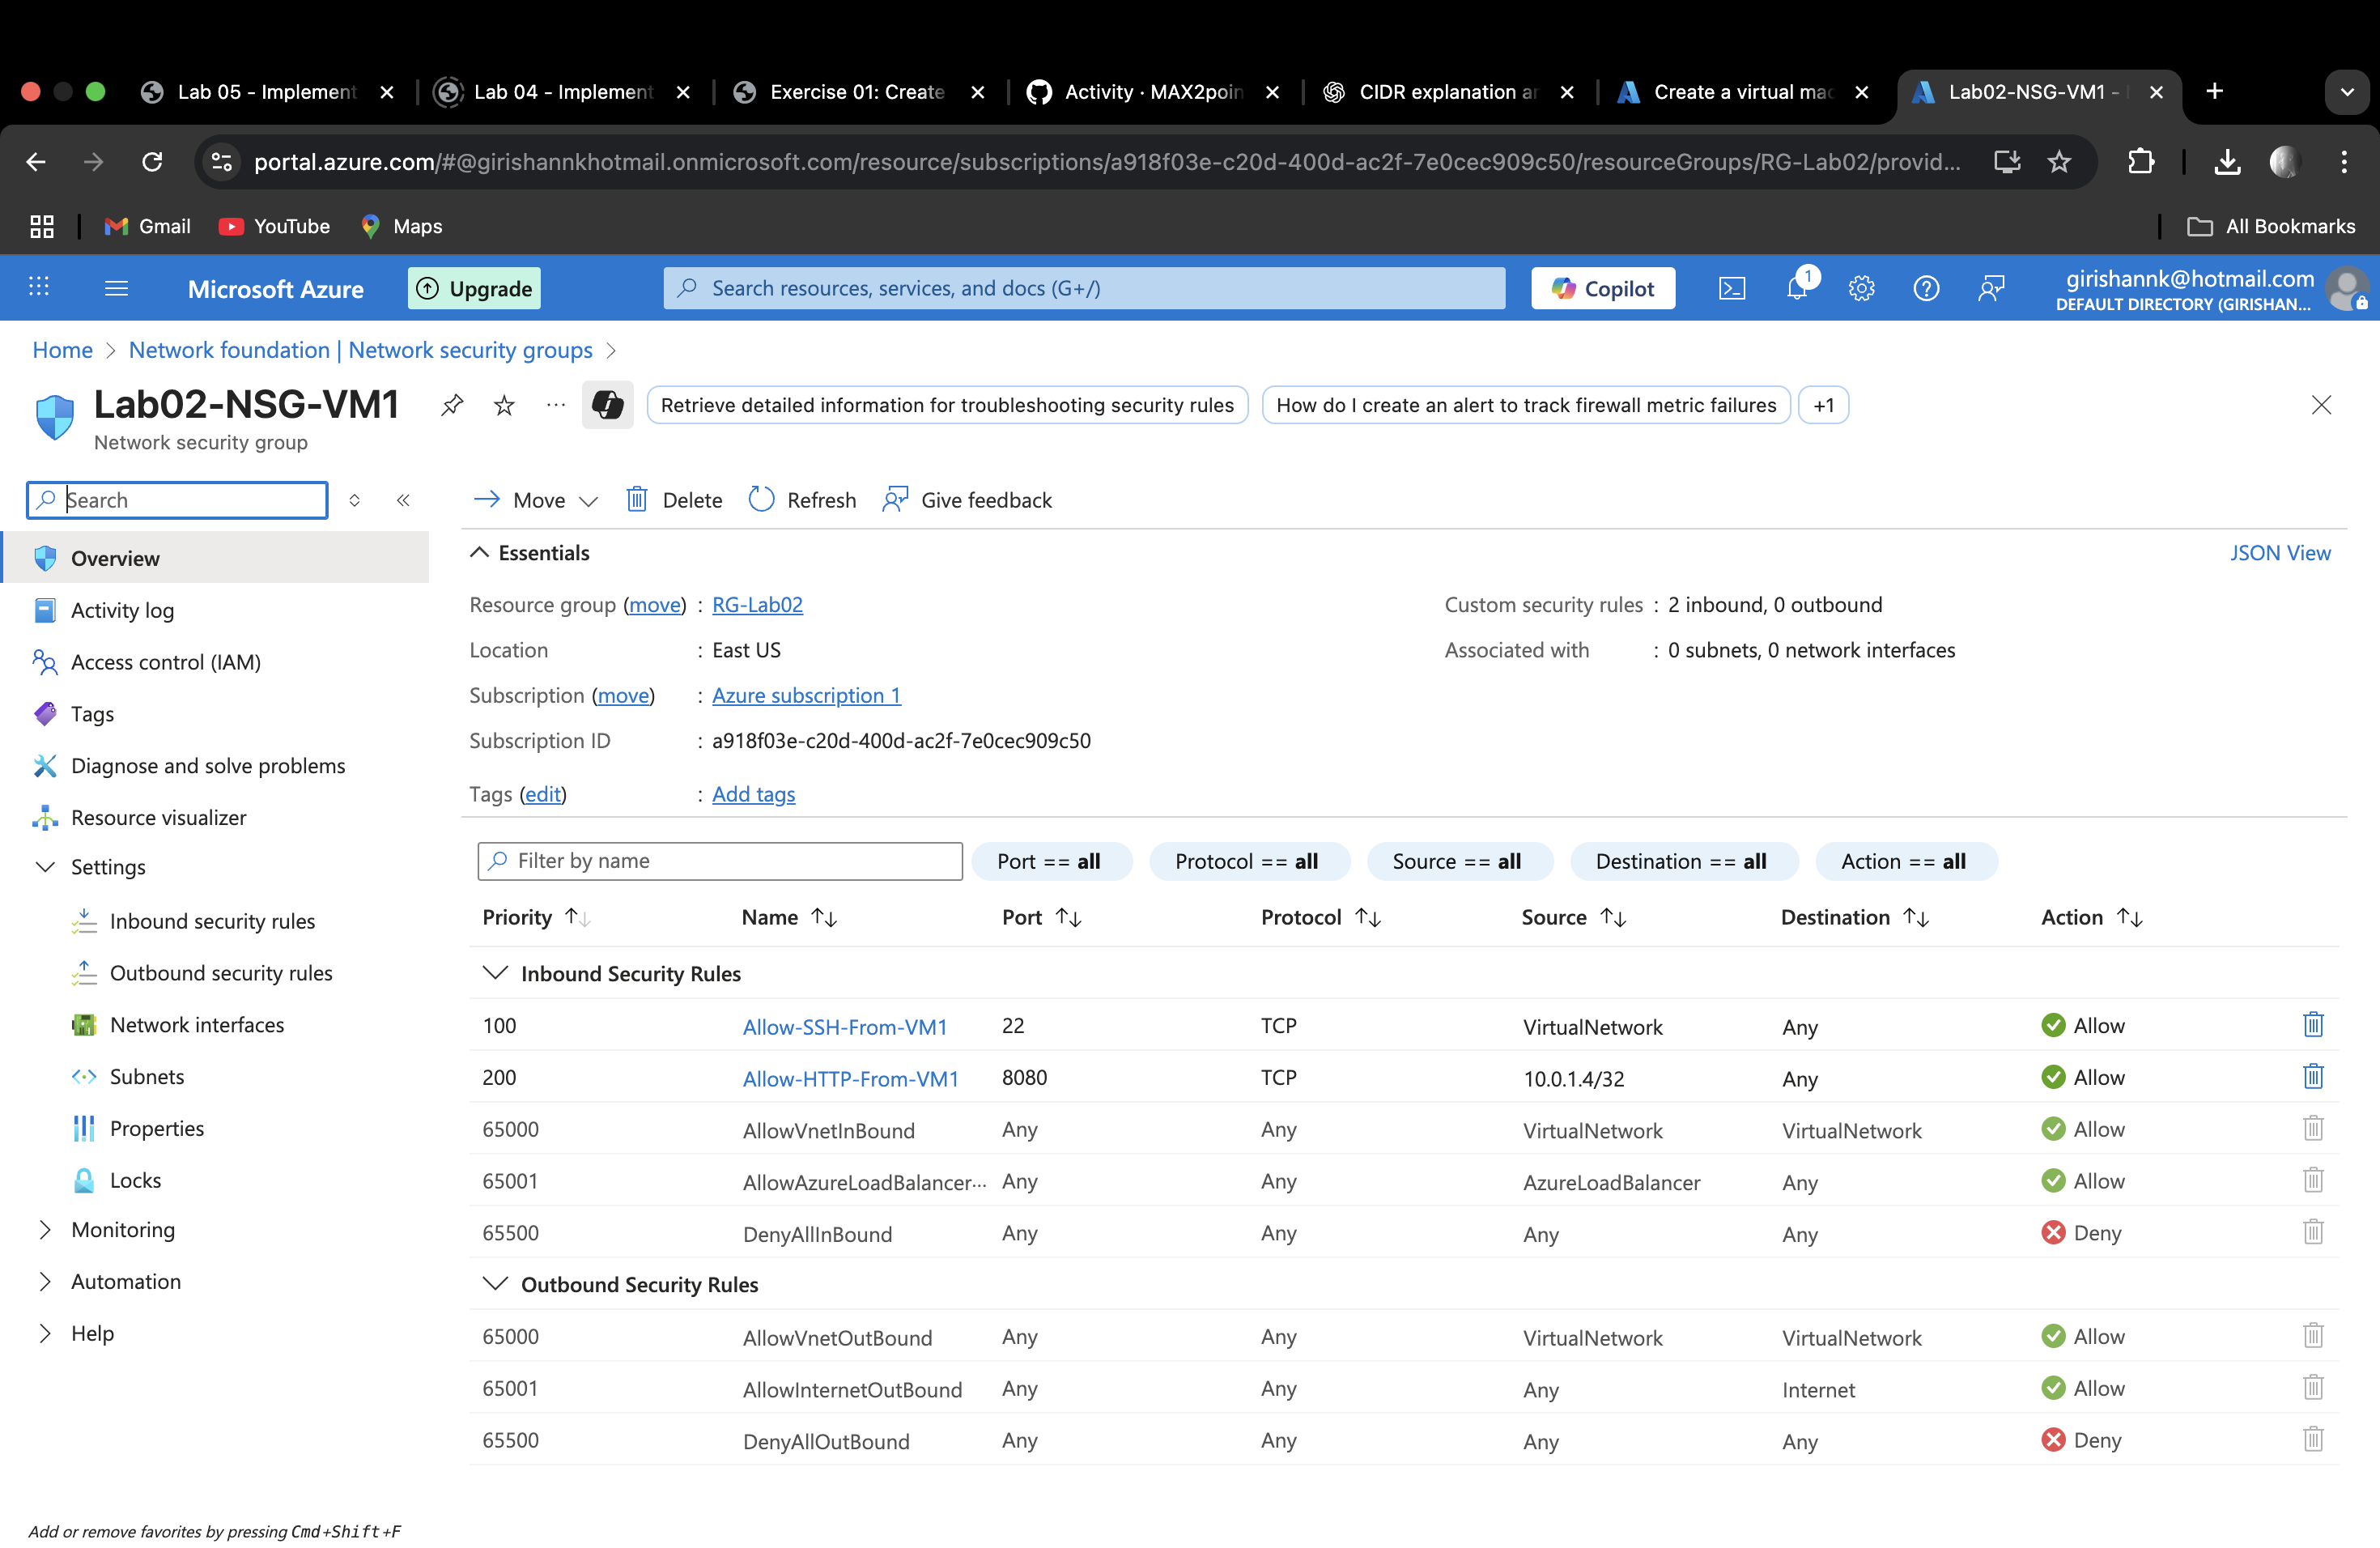 Lab 05 - Implement
Lab 04 - Implement
Exercise 01: Create
Activity · MAX2poin
CIDR explanation an
Create a virtual mac
Lab02-NSG-VM1 -
portal.azure.com/#@girishannkhotmail.onmicrosoft.com/resource/subscriptions/a918f03e-c20d-400d-ac2f-7e0cec909c50/resourceGroups/RG-Lab02/provid...
Gmail
YouTube
Maps
All Bookmarks
Microsoft Azure
Upgrade
Search resources, services, and docs (G+/)
Copilot
1
girishannk@hotmail.com
DEFAULT DIRECTORY (GIRISHAN...
Home > Network foundation | Network security groups >
Lab02-NSG-VM1
Network security group
Retrieve detailed information for troubleshooting security rules
How do I create an alert to track firewall metric failures
+1
Search
Overview
Activity log
Access control (IAM)
Tags
Diagnose and solve problems
Resource visualizer
Settings
Inbound security rules
Outbound security rules
Network interfaces
Subnets
Properties
Locks
Monitoring
Automation
Help
Add or remove favorites by pressing Cmd+Shift+F
Move
Delete
Refresh
Give feedback
Essentials
JSON View
Resource group (move) : RG-Lab02
Location : East US
Subscription (move) : Azure subscription 1
Subscription ID : a918f03e-c20d-400d-ac2f-7e0cec909c50
Tags (edit) : Add tags
Custom security rules : 2 inbound, 0 outbound
Associated with : 0 subnets, 0 network interfaces
Filter by name
Port == all
Protocol == all
Source == all
Destination == all
Action == all
Priority Name Port Protocol Source Destination Action
Inbound Security Rules
100 Allow-SSH-From-VM1 22 TCP VirtualNetwork Any Allow
200 Allow-HTTP-From-VM1 8080 TCP 10.0.1.4/32 Any Allow
65000 AllowVnetInBound Any Any VirtualNetwork VirtualNetwork Allow
65001 AllowAzureLoadBalancer... Any Any AzureLoadBalancer Any Allow
65500 DenyAllInBound Any Any Any Any Deny
Outbound Security Rules
65000 AllowVnetOutBound Any Any VirtualNetwork VirtualNetwork Allow
65001 AllowInternetOutBound Any Any Any Internet Allow
65500 DenyAllOutBound Any Any Any Any Deny